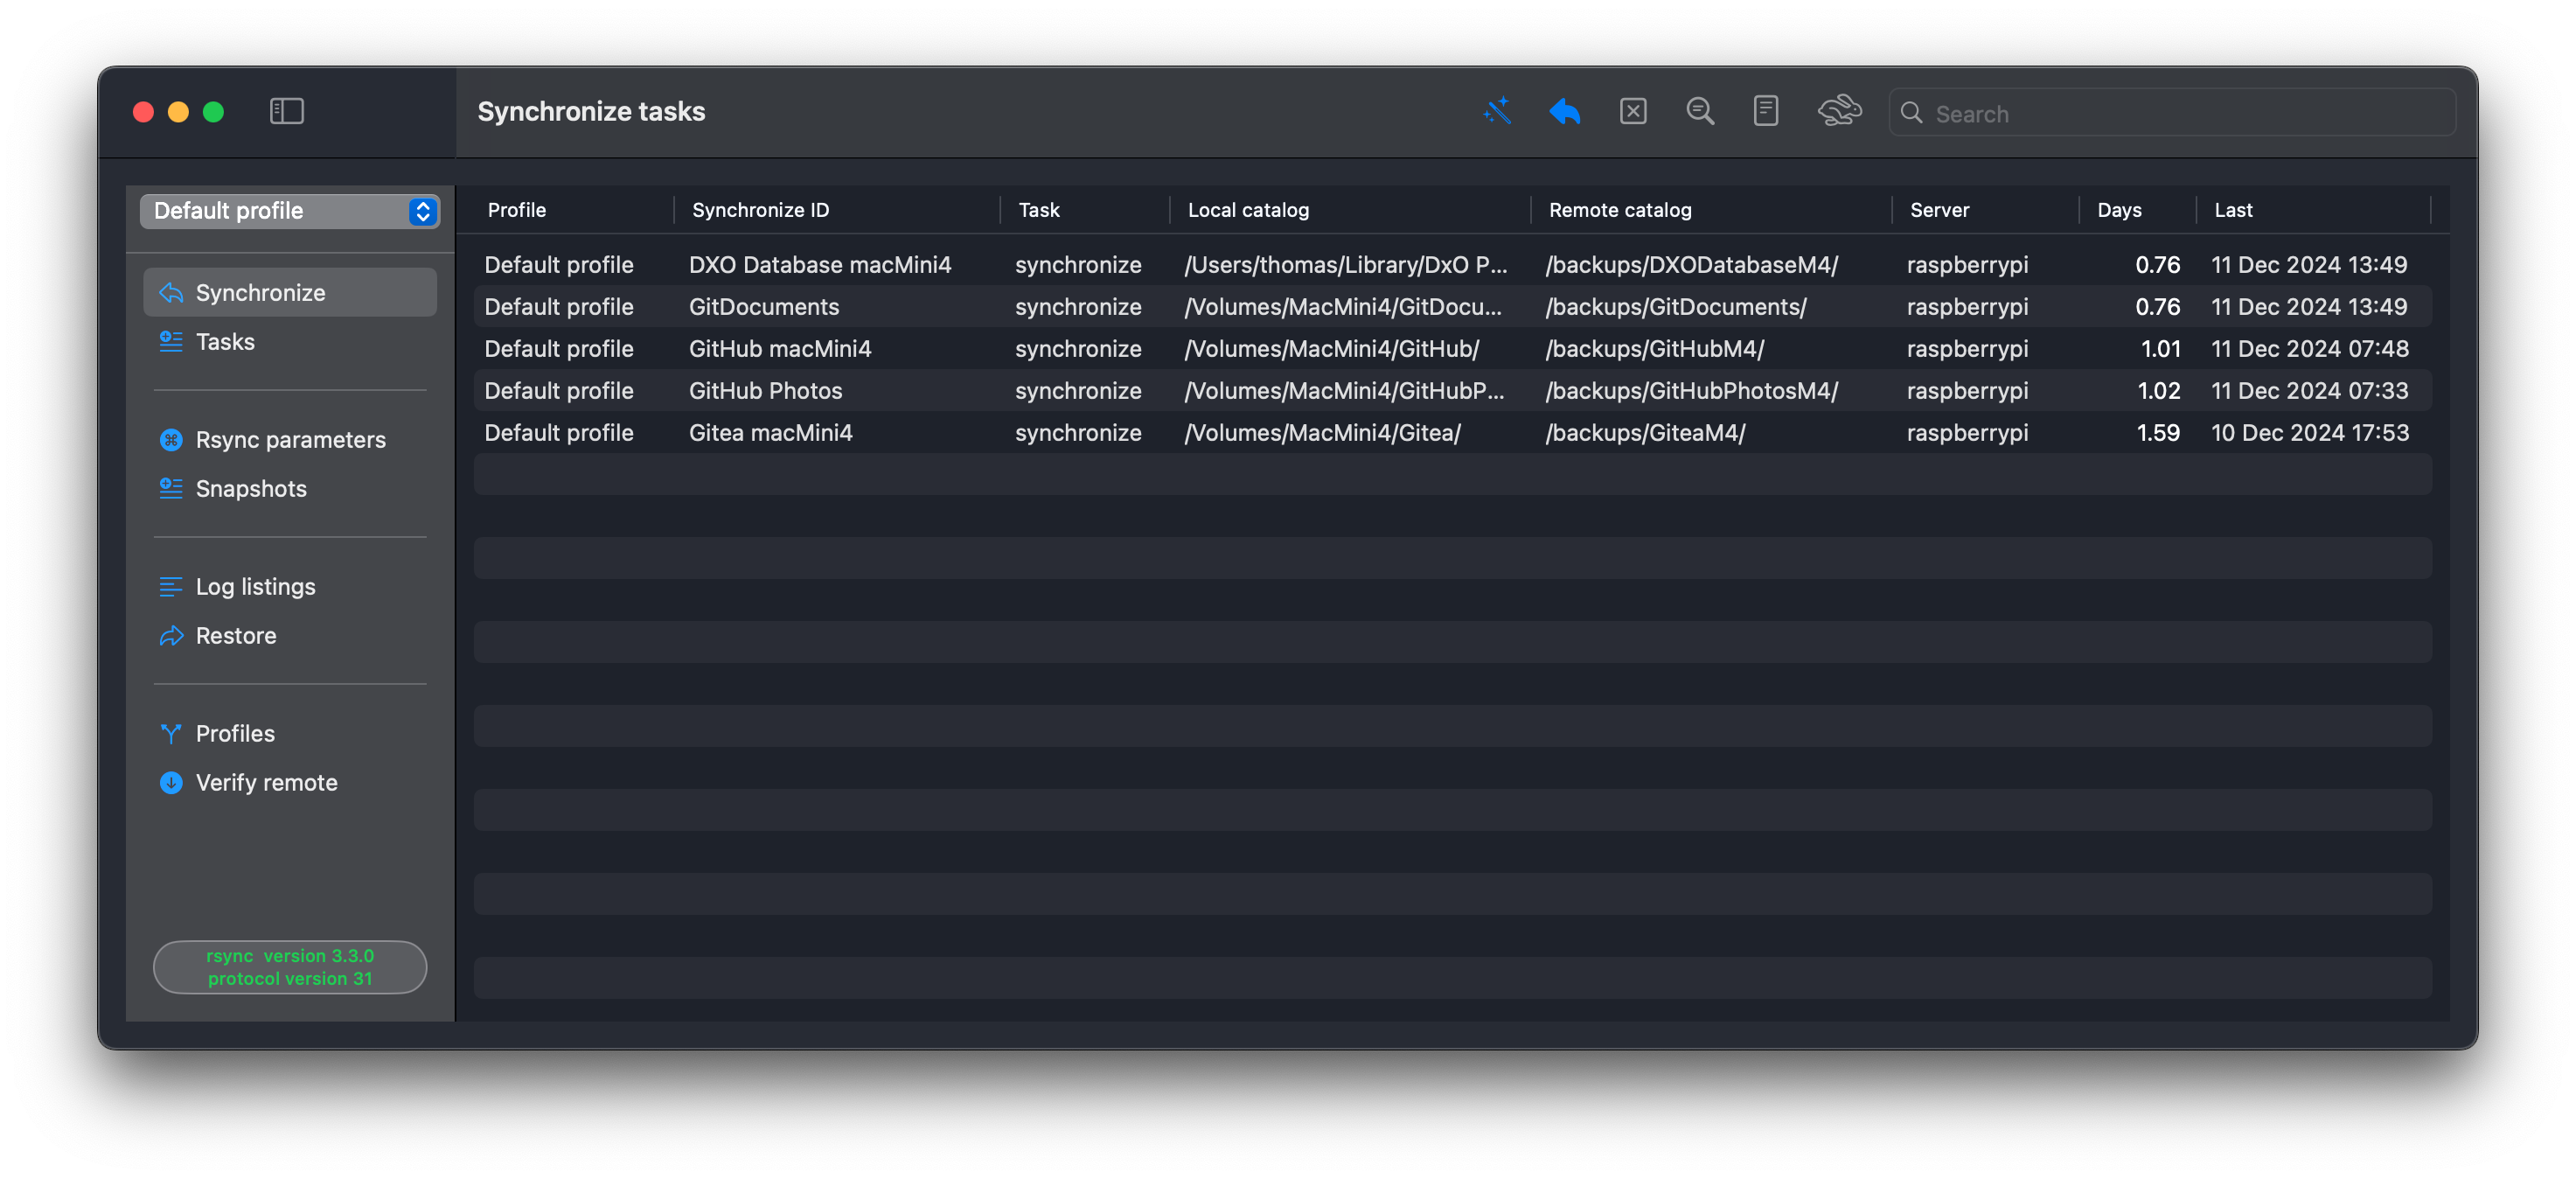 Synchronize tasks
Search
Default profile
Synchronize
Tasks
Rsync parameters
Snapshots
Log listings
Restore
Profiles
Verify remote
rsync  version 3.3.0
protocol version 31
Profile Synchronize ID Task Local catalog Remote catalog Server Days Last
Default profile DXO Database macMini4 synchronize /Users/thomas/Library/DxO P... /backups/DXODatabaseM4/ raspberrypi 0.76 11 Dec 2024 13:49
Default profile GitDocuments synchronize /Volumes/MacMini4/GitDocu... /backups/GitDocuments/ raspberrypi 0.76 11 Dec 2024 13:49
Default profile GitHub macMini4 synchronize /Volumes/MacMini4/GitHub/ /backups/GitHubM4/ raspberrypi 1.01 11 Dec 2024 07:48
Default profile GitHub Photos synchronize /Volumes/MacMini4/GitHubP... /backups/GitHubPhotosM4/ raspberrypi 1.02 11 Dec 2024 07:33
Default profile Gitea macMini4 synchronize /Volumes/MacMini4/Gitea/ /backups/GiteaM4/ raspberrypi 1.59 10 Dec 2024 17:53